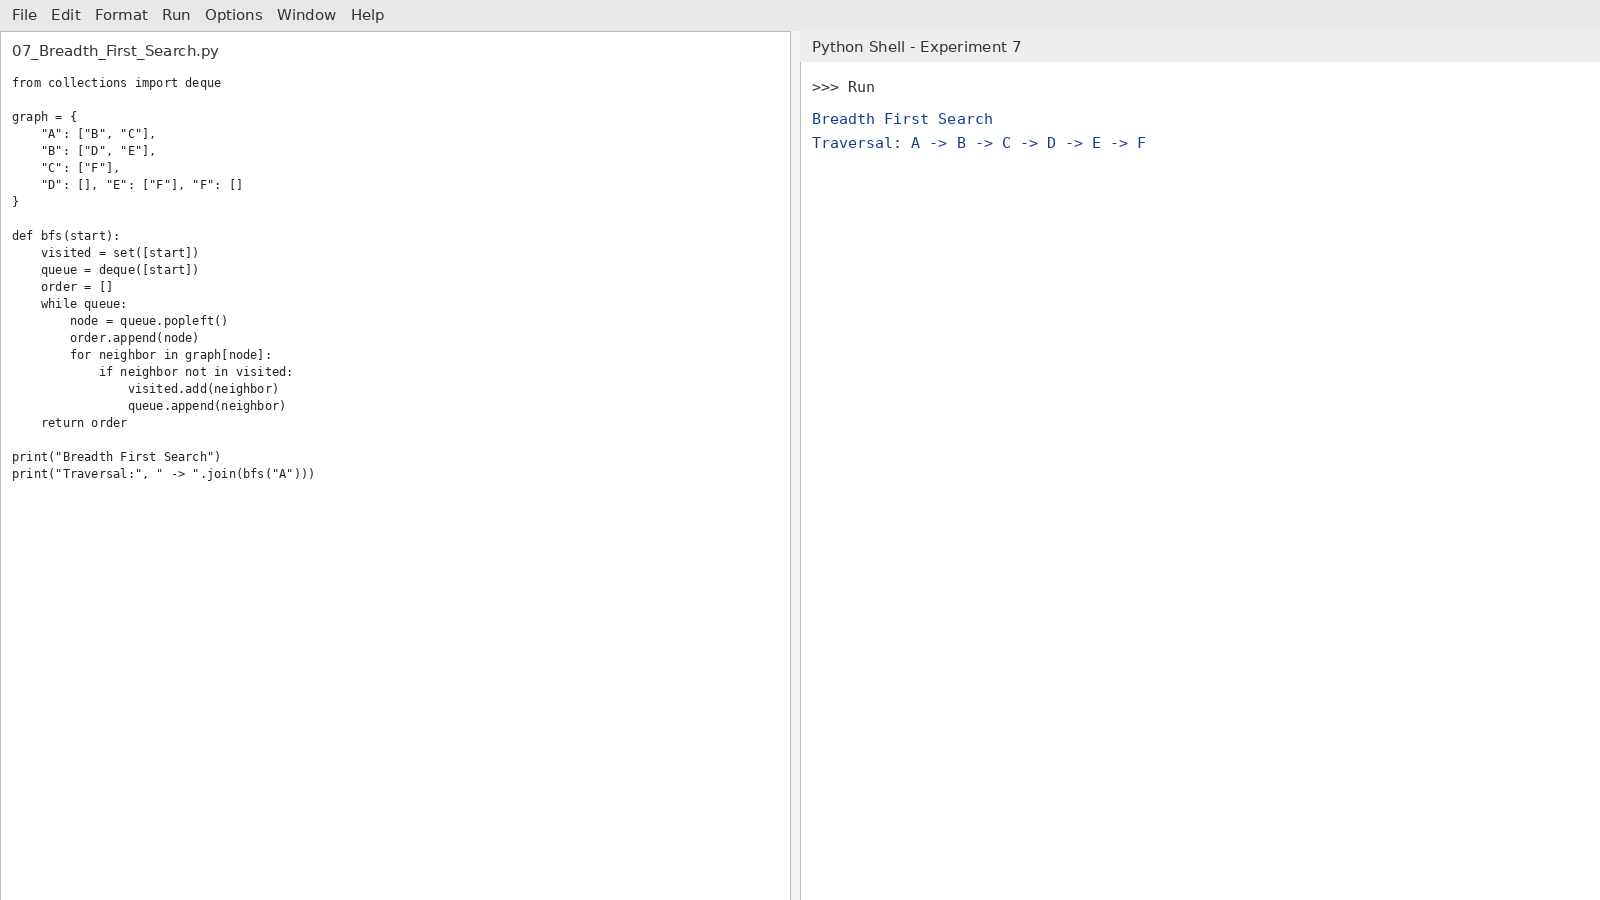 File Edit Format Run Options Window Help
07_Breadth_First_Search.py
from collections import deque

graph = {
    "A": ["B", "C"],
    "B": ["D", "E"],
    "C": ["F"],
    "D": [], "E": ["F"], "F": []
}

def bfs(start):
    visited = set([start])
    queue = deque([start])
    order = []
    while queue:
        node = queue.popleft()
        order.append(node)
        for neighbor in graph[node]:
            if neighbor not in visited:
                visited.add(neighbor)
                queue.append(neighbor)
    return order

print("Breadth First Search")
print("Traversal:", " -> ".join(bfs("A")))
Python Shell - Experiment 7
>>> Run
Breadth First Search
Traversal: A -> B -> C -> D -> E -> F